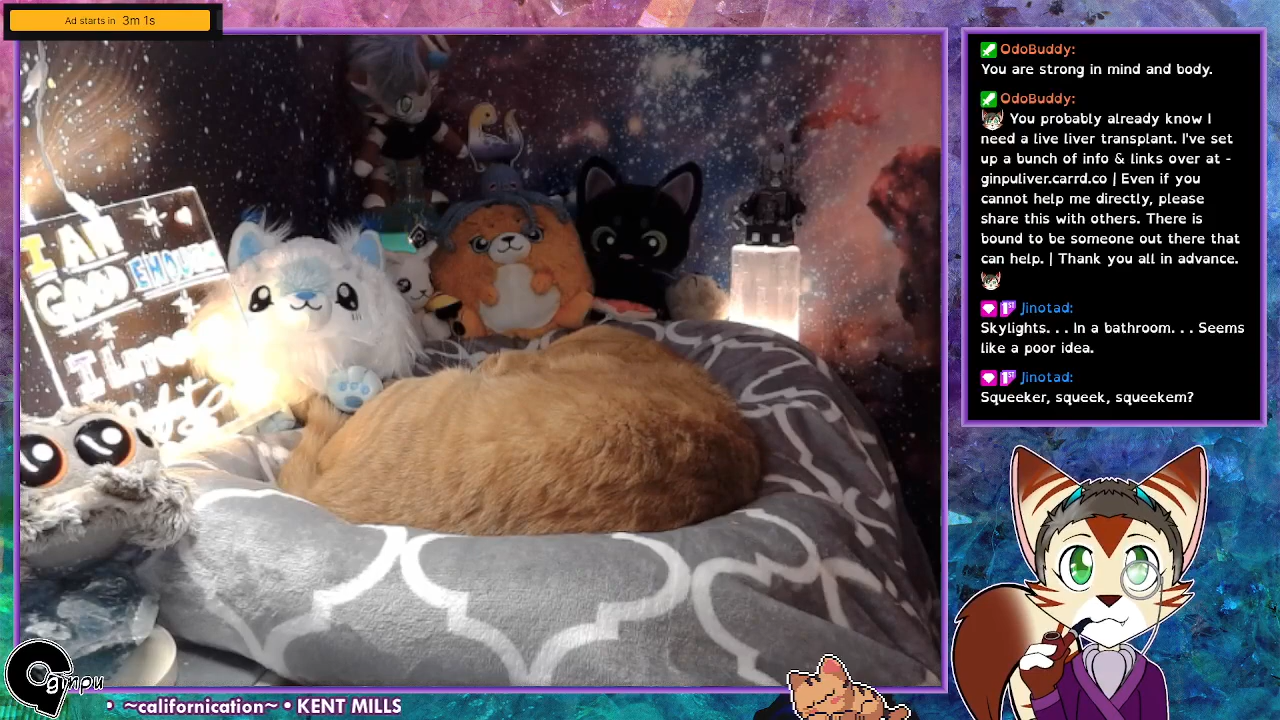 Ad starts in 3m 1s
I AM
GOOD ENOUGH
OdoBuddy:
You are strong in mind and body.
OdoBuddy:
You probably already know I
need a live liver transplant. I've set
up a bunch of info & links over at -
ginpuliver.carrd.co | Even if you
cannot help me directly, please
share this with others. There is
bound to be someone out there that
can help. | Thank you all in advance.
1ST Jinotad:
Skylights. . . in a bathroom. . . Seems
like a poor idea.
1ST Jinotad:
Squeeker, squeek, squeekem?
ginpu
• ~californication~ • KENT MILLS